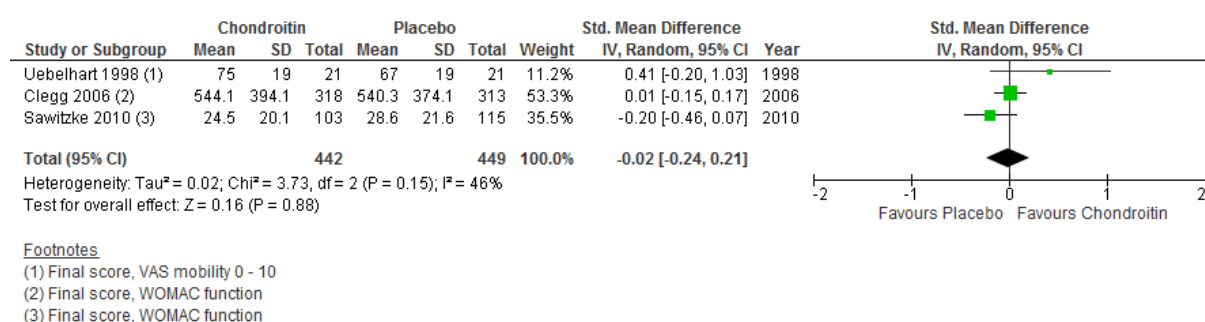 Chondroitin Placebo Std. Mean Difference Std. Mean Difference
Study or Subgroup Mean SD Total Mean SD Total Weight IV, Random, 95% CI Year IV, Random, 95% CI
Uebelhart 1998 (1) 75 19 21 67 19 21 11.2% 0.41 [-0.20, 1.03] 1998
Clegg 2006 (2) 544.1 394.1 318 540.3 374.1 313 53.3% 0.01 [-0.15, 0.17] 2006
Sawitzke 2010 (3) 24.5 20.1 103 28.6 21.6 115 35.5% -0.20 [-0.46, 0.07] 2010
Total (95% CI) 442 449 100.0% -0.02 [-0.24, 0.21]
Heterogeneity: Tau² = 0.02; Chi² = 3.73, df = 2 (P = 0.15); I² = 46%
Test for overall effect: Z = 0.16 (P = 0.88)
-2 -1 0 1 2
Favours Placebo Favours Chondroitin
Footnotes
(1) Final score, VAS mobility 0 - 10
(2) Final score, WOMAC function
(3) Final score, WOMAC function